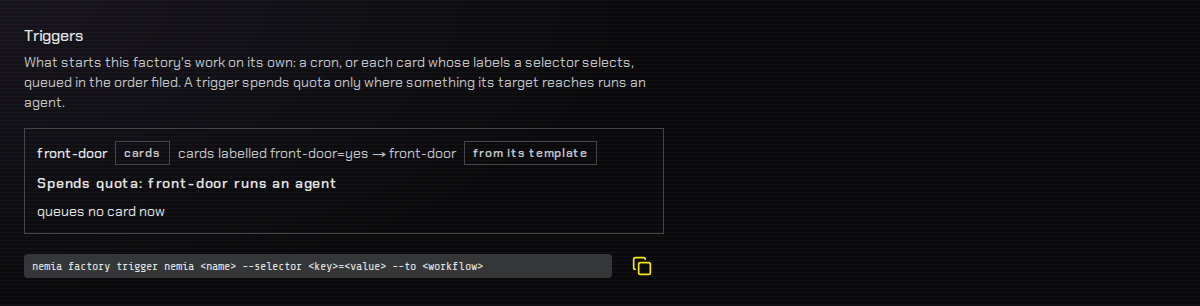 Triggers
What starts this factory's work on its own: a cron, or each card whose labels a selector selects,
queued in the order filed. A trigger spends quota only where something its target reaches runs an
agent.
front-door cards cards labelled front-door=yes → front-door from its template
Spends quota: front-door runs an agent
queues no card now
nemia factory trigger nemia <name> --selector <key>=<value> --to <workflow>